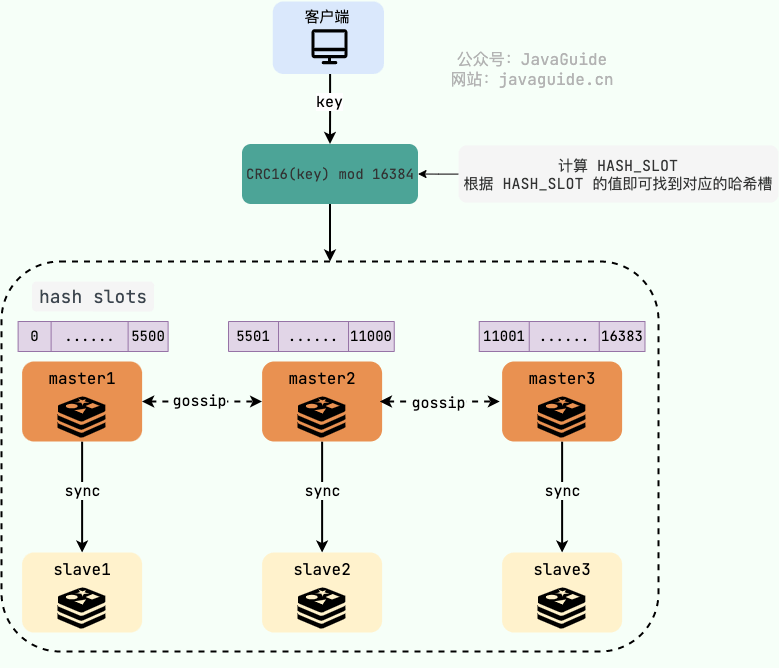 客户端
公众号：JavaGuide
网站：javaguide.cn
key
CRC16(key) mod 16384
计算 HASH_SLOT
根据 HASH_SLOT 的值即可找到对应的哈希槽
hash slots
0 ...... 5500
5501 ...... 11000
11001 ...... 16383
master1
master2
master3
gossip
gossip
sync
sync
sync
slave1
slave2
slave3